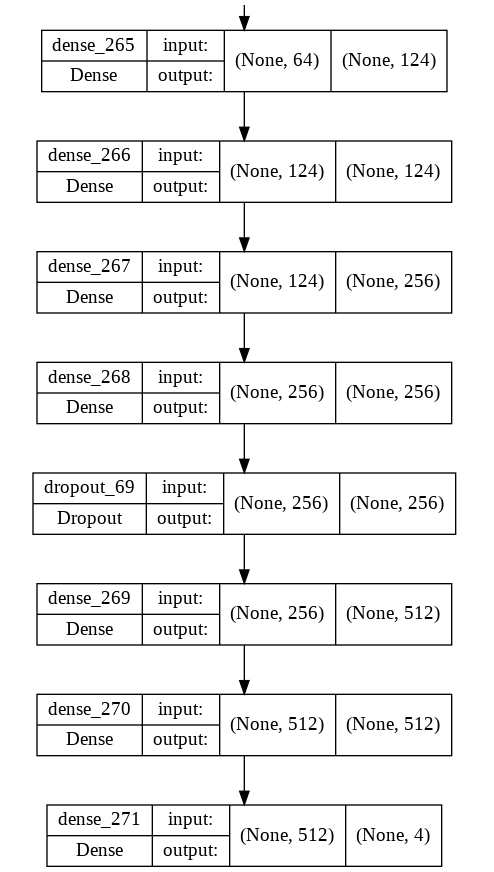 dense_265 input: (None, 64) (None, 124)
Dense output:
dense_266 input: (None, 124) (None, 124)
Dense output:
dense_267 input: (None, 124) (None, 256)
Dense output:
dense_268 input: (None, 256) (None, 256)
Dense output:
dropout_69 input: (None, 256) (None, 256)
Dropout output:
dense_269 input: (None, 256) (None, 512)
Dense output:
dense_270 input: (None, 512) (None, 512)
Dense output:
dense_271 input: (None, 512) (None, 4)
Dense output: